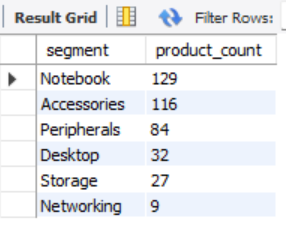 Result Grid Filter Rows:
segment product_count
Notebook 129
Accessories 116
Peripherals 84
Desktop 32
Storage 27
Networking 9